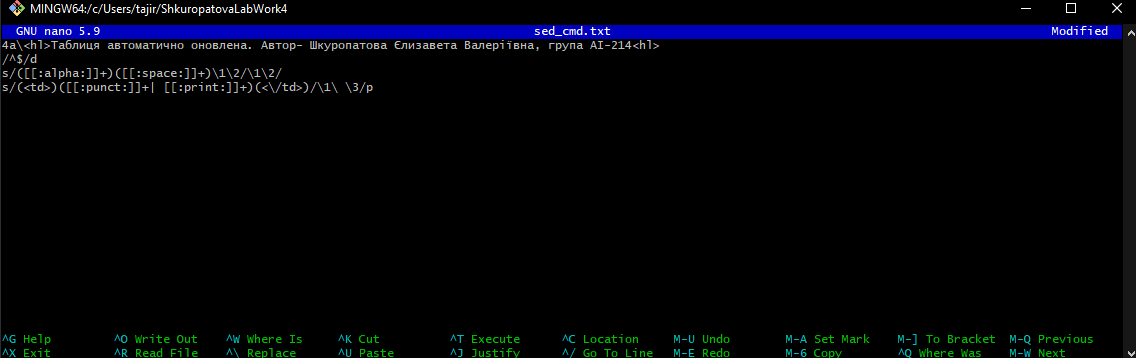 MINGW64:/c/Users/tajir/ShkuropatovaLabWork4
GNU nano 5.9 sed_cmd.txt Modified
4a\<hl>Таблиця автоматично оновлена. Автор- Шкуропатова Єлизавета Валеріївна, група АІ-214<hl>
/^$/d
s/([[:alpha:]]+)([[:space:]]+)\1\2/\1\2/
s/(<td>)([[:punct:]]+| [[:print:]]+)(<\/td>)/\1\ \3/p
^G Help ^O Write Out ^W Where Is ^K Cut ^T Execute ^C Location M-U Undo M-A Set Mark M-] To Bracket M-Q Previous
^X Exit ^R Read File ^\ Replace ^U Paste ^J Justify ^/ Go To Line M-E Redo M-6 Copy ^Q Where Was M-W Next